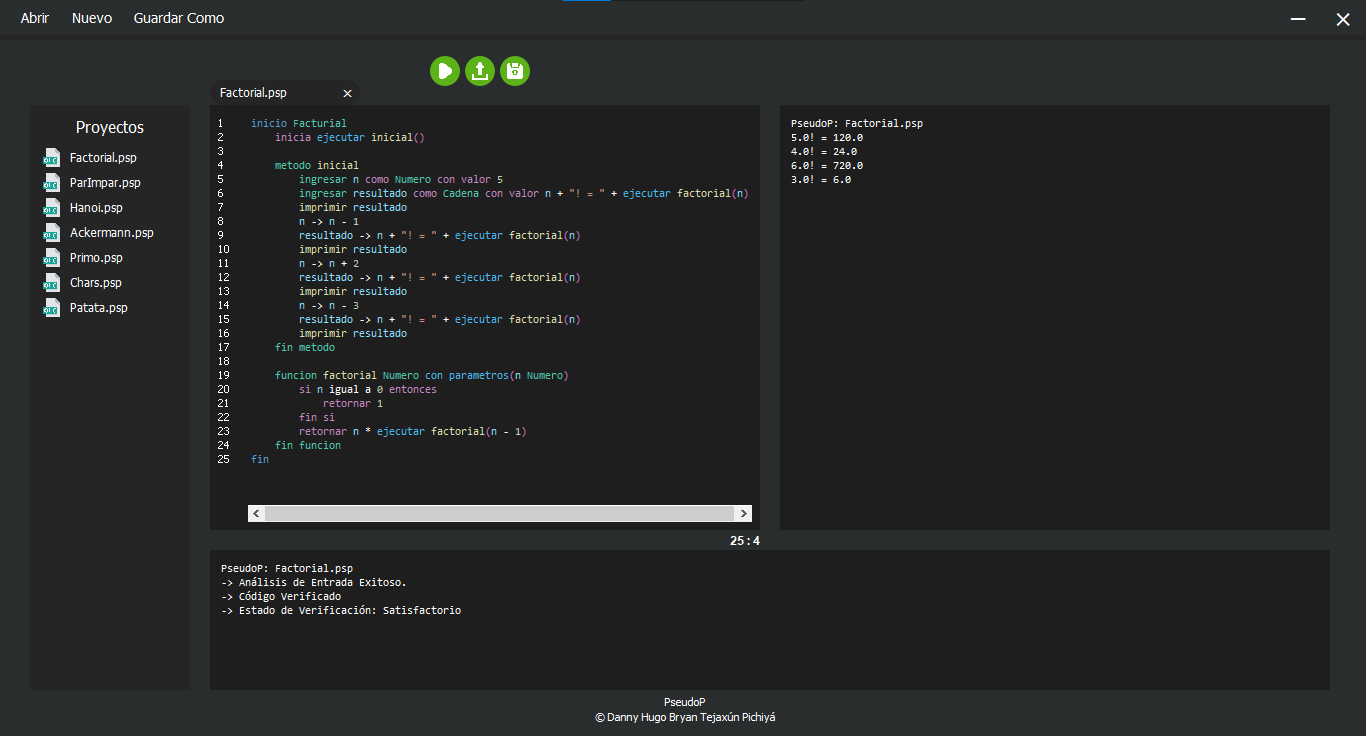 Abrir Nuevo Guardar Como
Factorial.psp
Proyectos
Factorial.psp
ParImpar.psp
Hanoi.psp
Ackermann.psp
Primo.psp
Chars.psp
Patata.psp
1 inicio Facturial
2 inicia ejecutar inicial()
3
4 metodo inicial
5 ingresar n como Numero con valor 5
6 ingresar resultado como Cadena con valor n + "! = " + ejecutar factorial(n)
7 imprimir resultado
8 n -> n - 1
9 resultado -> n + "! = " + ejecutar factorial(n)
10 imprimir resultado
11 n -> n + 2
12 resultado -> n + "! = " + ejecutar factorial(n)
13 imprimir resultado
14 n -> n - 3
15 resultado -> n + "! = " + ejecutar factorial(n)
16 imprimir resultado
17 fin metodo
18
19 funcion factorial Numero con parametros(n Numero)
20 si n igual a 0 entonces
21 retornar 1
22 fin si
23 retornar n * ejecutar factorial(n - 1)
24 fin funcion
25 fin
PseudoP: Factorial.psp
5.0! = 120.0
4.0! = 24.0
6.0! = 720.0
3.0! = 6.0
25 : 4
PseudoP: Factorial.psp
-> Análisis de Entrada Exitoso.
-> Código Verificado
-> Estado de Verificación: Satisfactorio
PseudoP
© Danny Hugo Bryan Tejaxún Pichiyá